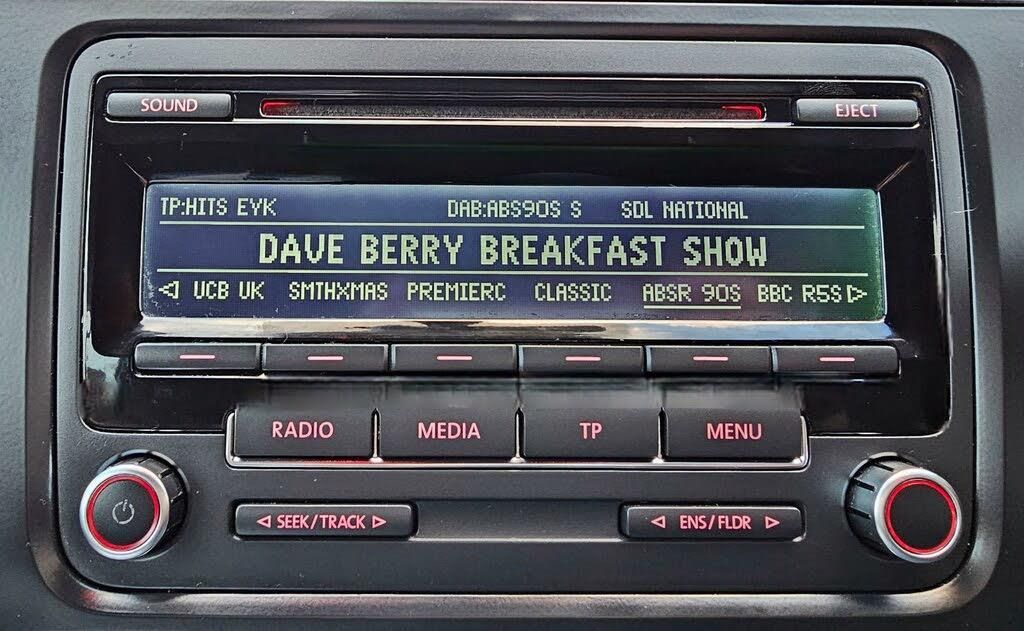 SOUND EJECT
TP:HITS EYK DAB:ABS90S S SDL NATIONAL
DAVE BERRY BREAKFAST SHOW
UCB UK SMTHXMAS PREMIERC CLASSIC ABSR 90S BBC R5S
RADIO MEDIA TP MENU
SEEK/TRACK ENS/FLDR